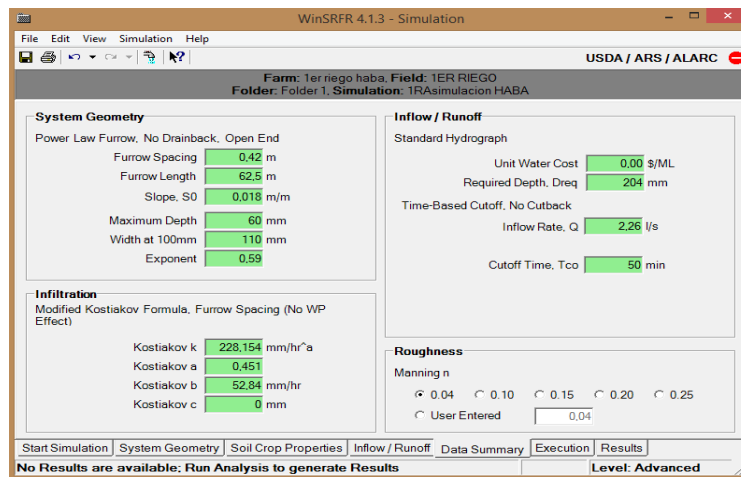 WinSRFR 4.1.3 - Simulation
File Edit View Simulation Help
USDA / ARS / ALARC
Farm: 1er riego haba, Field: 1ER RIEGO
Folder: Folder 1, Simulation: 1RAsimulacion HABA
System Geometry
Power Law Furrow, No Drainback, Open End
Furrow Spacing 0,42 m
Furrow Length 62,5 m
Slope, S0 0,018 m/m
Maximum Depth 60 mm
Width at 100mm 110 mm
Exponent 0,59
Infiltration
Modified Kostiakov Formula, Furrow Spacing (No WP
Effect)
Kostiakov k 228,154 mm/hr^a
Kostiakov a 0,451
Kostiakov b 52,84 mm/hr
Kostiakov c 0 mm
Inflow / Runoff
Standard Hydrograph
Unit Water Cost 0,00 $/ML
Required Depth, Dreq 204 mm
Time-Based Cutoff, No Cutback
Inflow Rate, Q 2,26 l/s
Cutoff Time, Tco 50 min
Roughness
Manning n
0.04 0.10 0.15 0.20 0.25
User Entered 0,04
Start Simulation System Geometry Soil Crop Properties Inflow / Runoff Data Summary Execution Results
No Results are available; Run Analysis to generate Results Level: Advanced